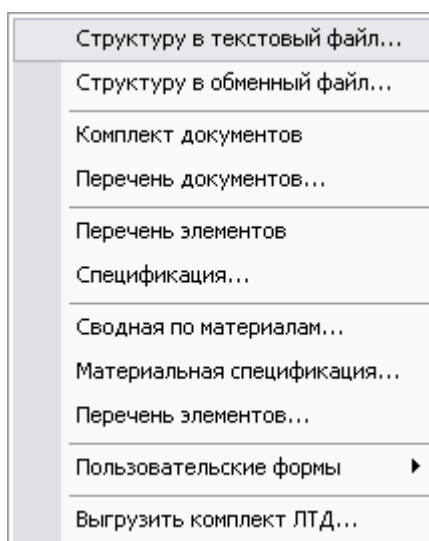 Структуру в текстовый файл...
Структуру в обменный файл...
Комплект документов
Перечень документов...
Перечень элементов
Спецификация...
Сводная по материалам...
Материальная спецификация...
Перечень элементов...
Пользовательские формы
Выгрузить комплект ЛТД...